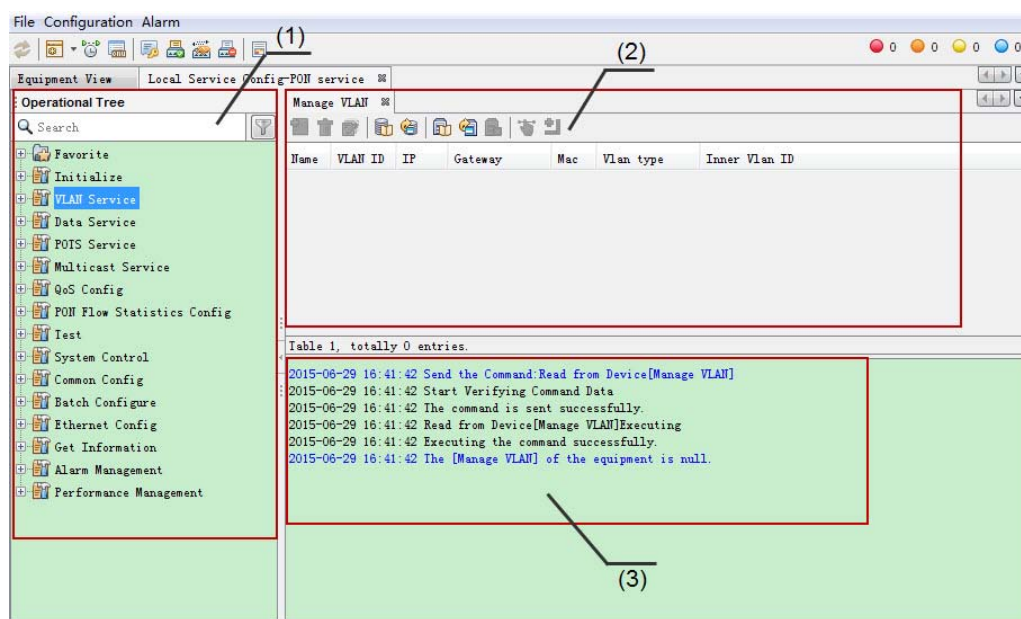 File Configuration Alarm
(1)
(2)
0 0 0 0
Equipment View Local Service Config-PON service
Operational Tree
Search
Favorite
Initialize
VLAN Service
Data Service
POTS Service
Multicast Service
QoS Config
PON Flow Statistics Config
Test
System Control
Common Config
Batch Configure
Ethernet Config
Get Information
Alarm Management
Performance Management
Manage VLAN
Name VLAN ID IP Gateway Mac Vlan type Inner Vlan ID
Table 1, totally 0 entries.
2015-06-29 16:41:42 Send the Command:Read from Device[Manage VLAN]
2015-06-29 16:41:42 Start Verifying Command Data
2015-06-29 16:41:42 The command is sent successfully.
2015-06-29 16:41:42 Read from Device[Manage VLAN]Executing
2015-06-29 16:41:42 Executing the command successfully.
2015-06-29 16:41:42 The [Manage VLAN] of the equipment is null.
(3)